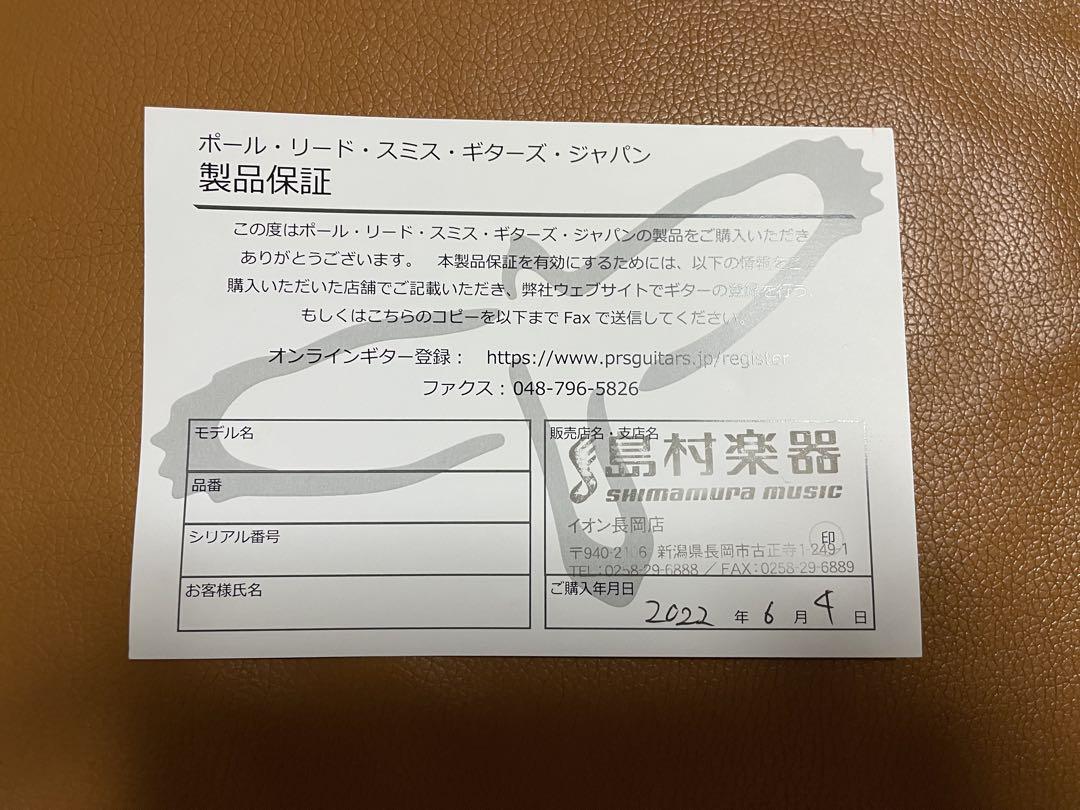 ポール・リード・スミス・ギターズ・ジャパン
製品保証
この度はポール・リード・スミス・ギターズ・ジャパンの製品をご購入いただき
ありがとうございます。　本製品保証を有効にするためには、以下の情報をご
購入いただいた店舗でご記載いただき、弊社ウェブサイトでギターの登録を行う、
もしくはこちらのコピーを以下まで Fax で送信してください。
オンラインギター登録：　https://www.prsguitars.jp/register
ファクス：048-796-5826
モデル名
品番
シリアル番号
お客様氏名
販売店名・支店名
島村楽器
SHIMAMURA MUSIC
イオン長岡店
〒940-2106 新潟県長岡市古正寺1-249-1
TEL：0258-29-6888 ／ FAX：0258-29-6889
印
ご購入年月日
2022 年 6 月 4 日